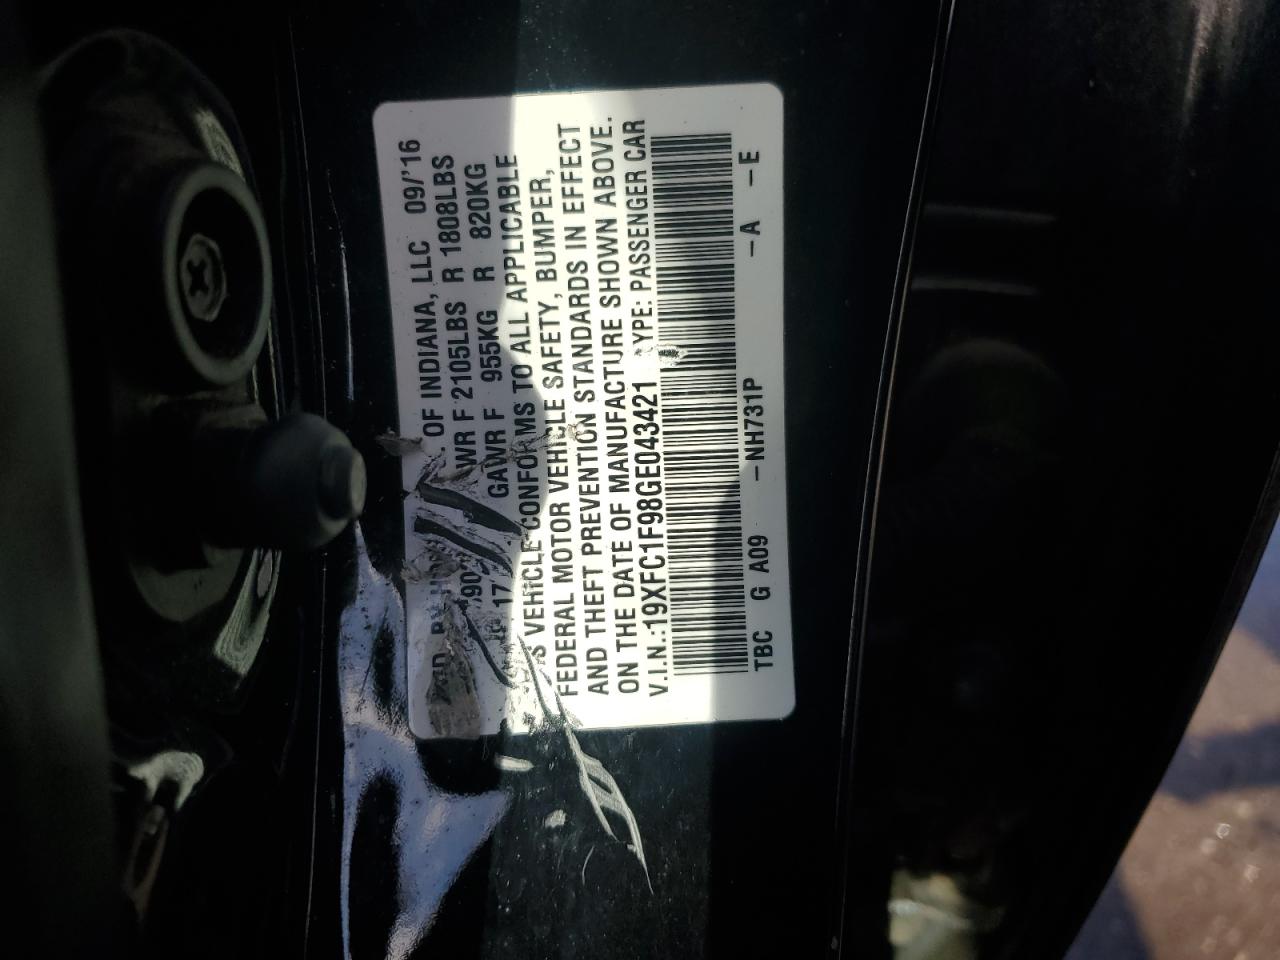 OF INDIANA, LLC 09/'16
F 2105LBS R 1808LBS
GAWR F 955KG R 820KG
VEHICLE CONFORMS TO ALL APPLICABLE
FEDERAL MOTOR VEHICLE SAFETY, BUMPER,
AND THEFT PREVENTION STANDARDS IN EFFECT
ON THE DATE OF MANUFACTURE SHOWN ABOVE.
V.I.N.:19XFC1F98GE043421 TYPE: PASSENGER CAR
TBC G A09 -NH731P -A -E